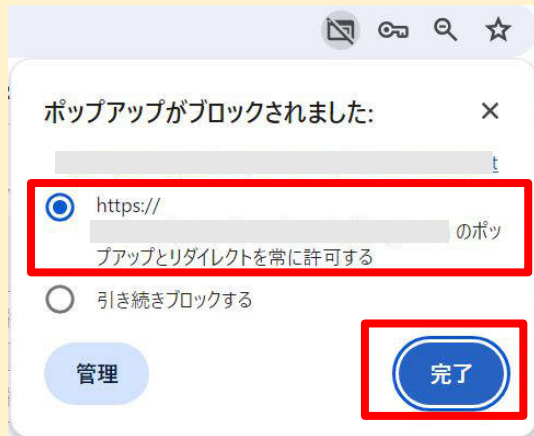 ポップアップがブロックされました:
t
https://
のポッ
プアップとリダイレクトを常に許可する
引き続きブロックする
管理
完了